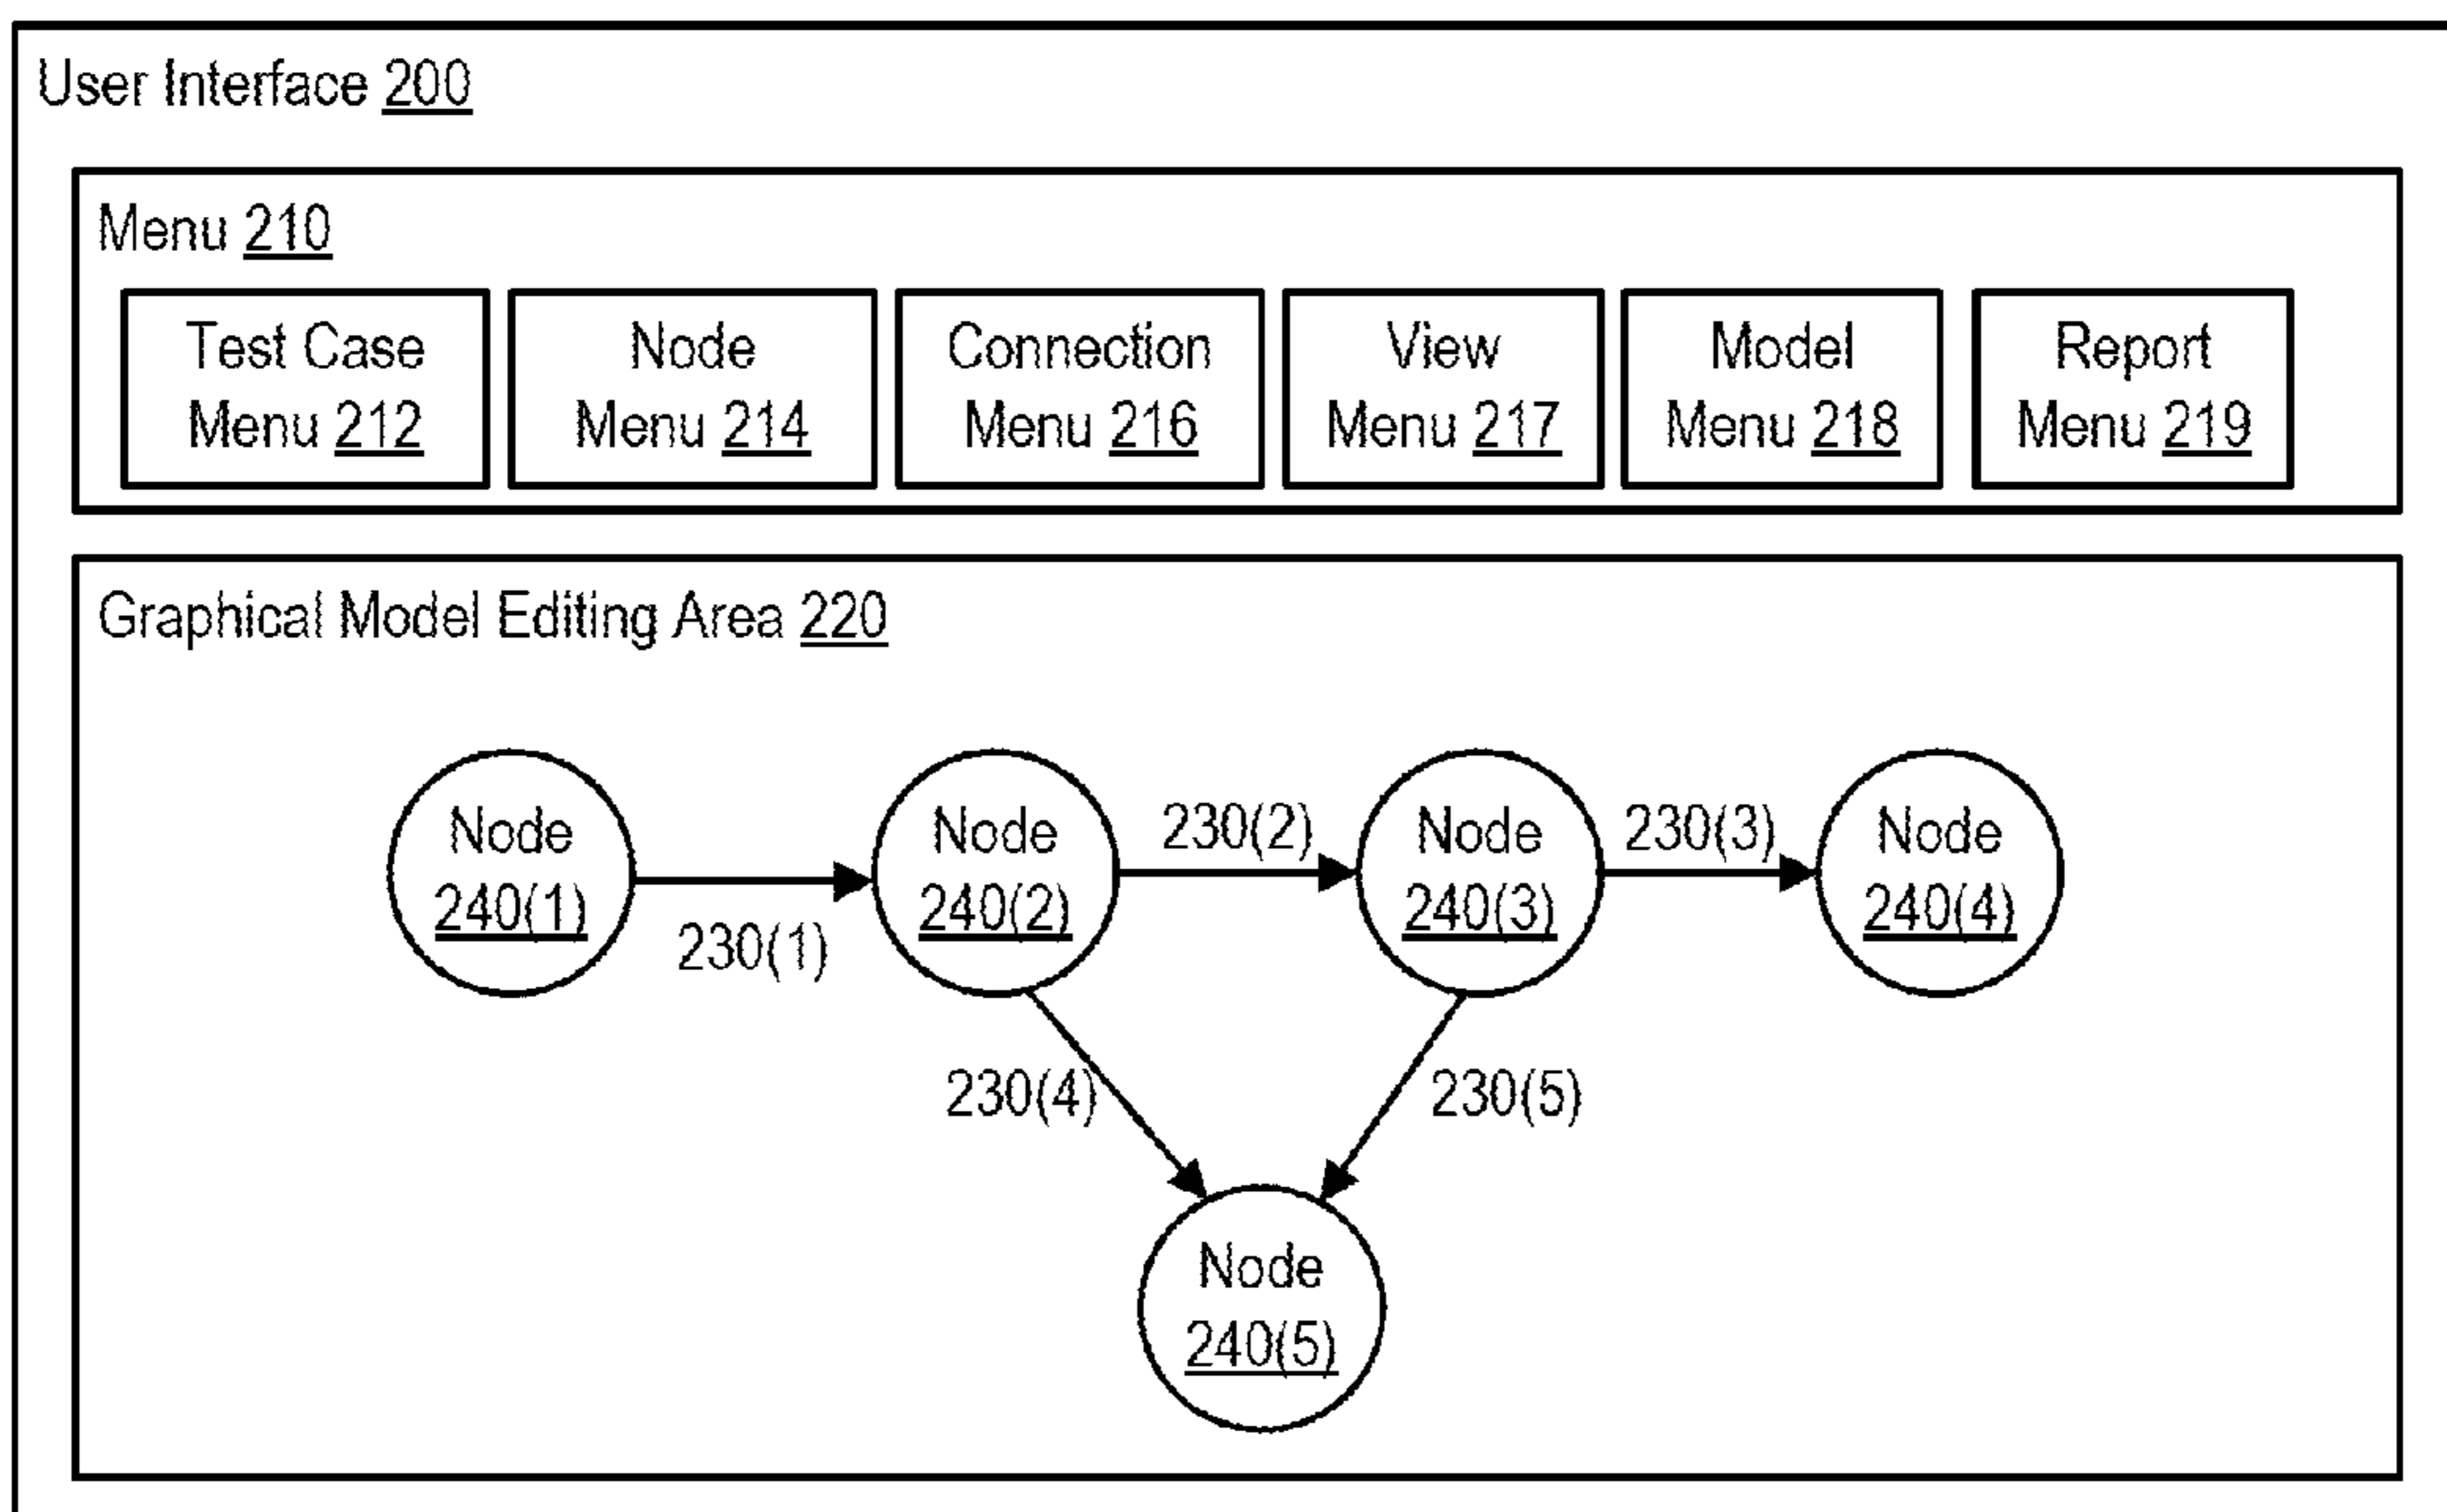 User Interface 200
Menu 210
Test Case
Menu 212
Node
Menu 214
Connection
Menu 216
View
Menu 217
Model
Menu 218
Report
Menu 219
Graphical Model Editing Area 220
Node
240(1)
230(1)
Node
240(2)
230(2)
Node
240(3)
230(3)
Node
240(4)
230(4)
230(5)
Node
240(5)